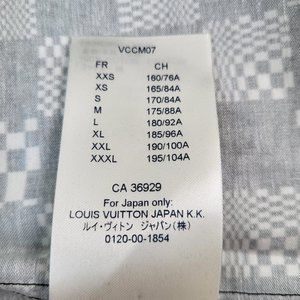 VCCM07
FR CH
XXS 160/76A
XS 165/84A
S 170/84A
M 175/88A
L 180/92A
XL 185/96A
XXL 190/100A
XXXL 195/104A
CA 36929
For Japan only:
LOUIS VUITTON JAPAN K.K.
ルイ・ヴィトン ジャパン(株)
0120-00-1854